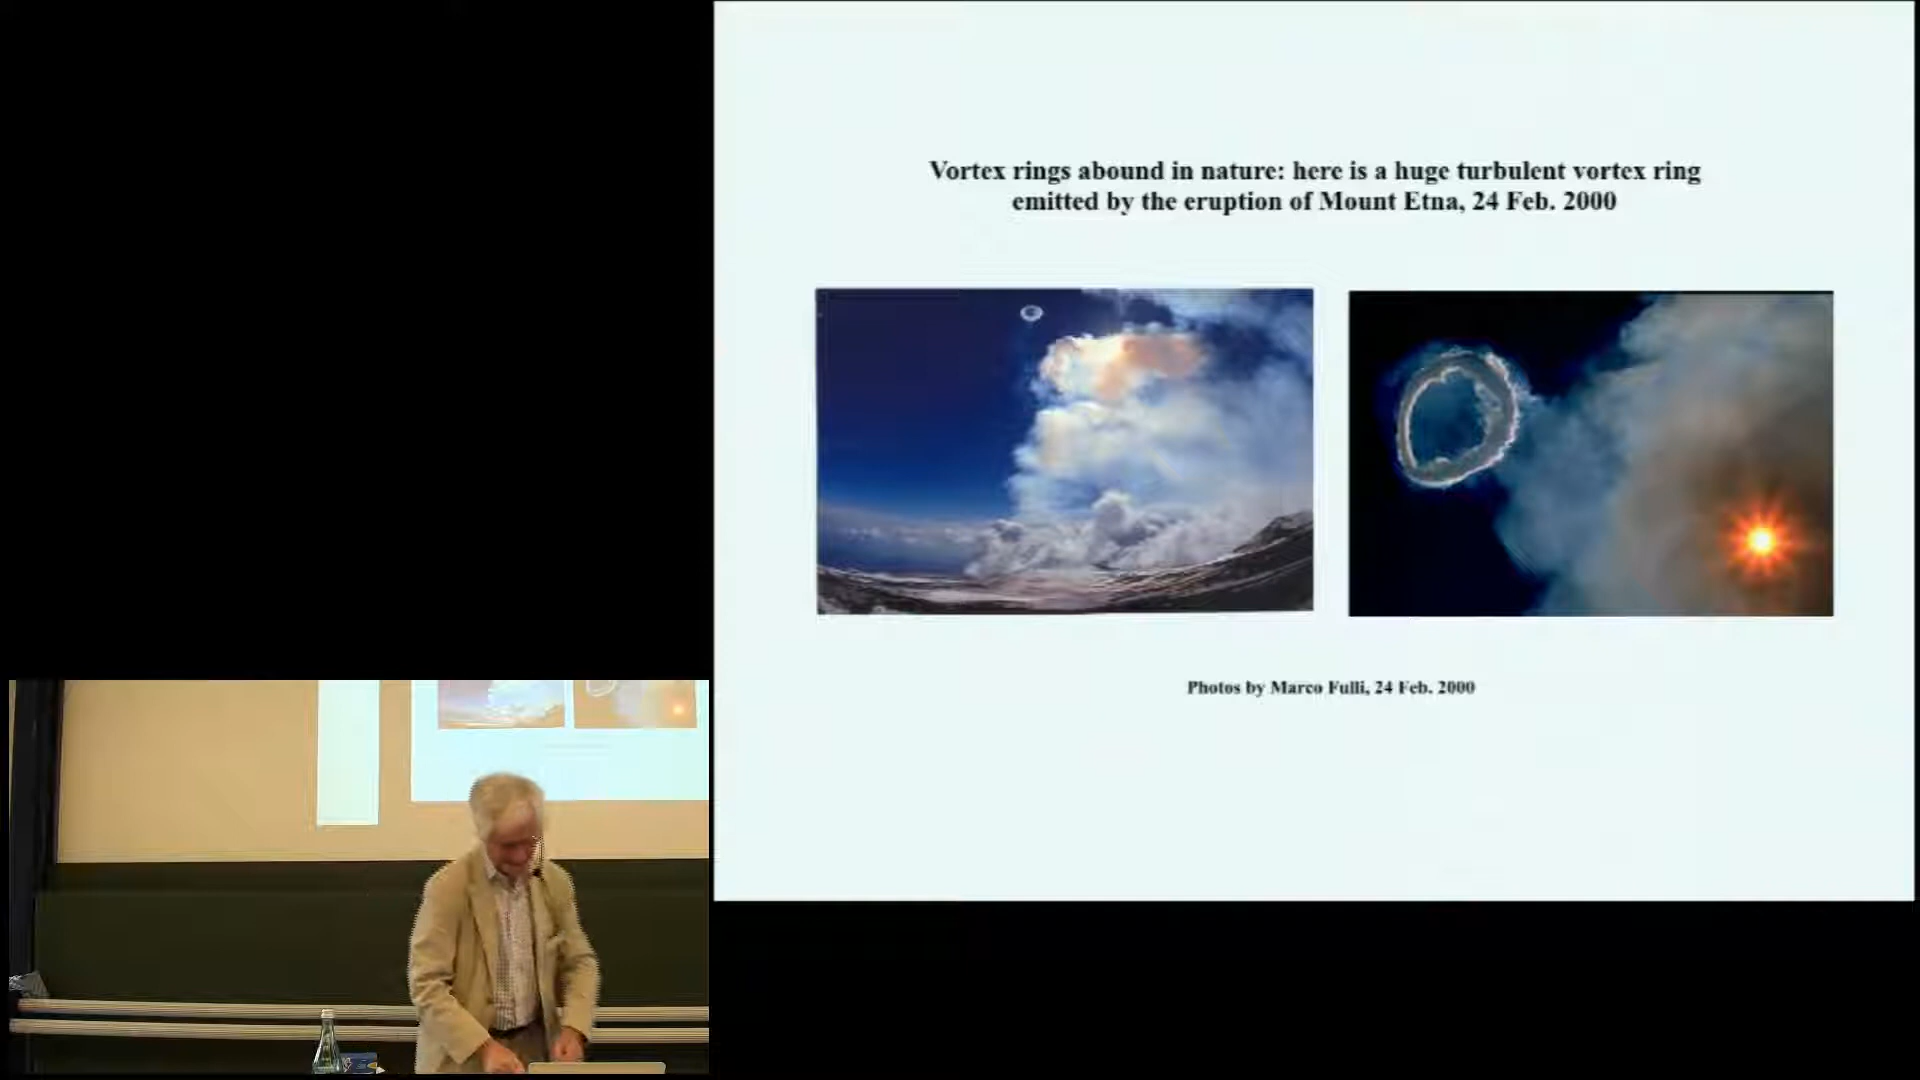 Vortex rings abound in nature: here is a huge turbulent vortex ring
emitted by the eruption of Mount Etna, 24 Feb. 2000
Photos by Marco Fulli, 24 Feb. 2000